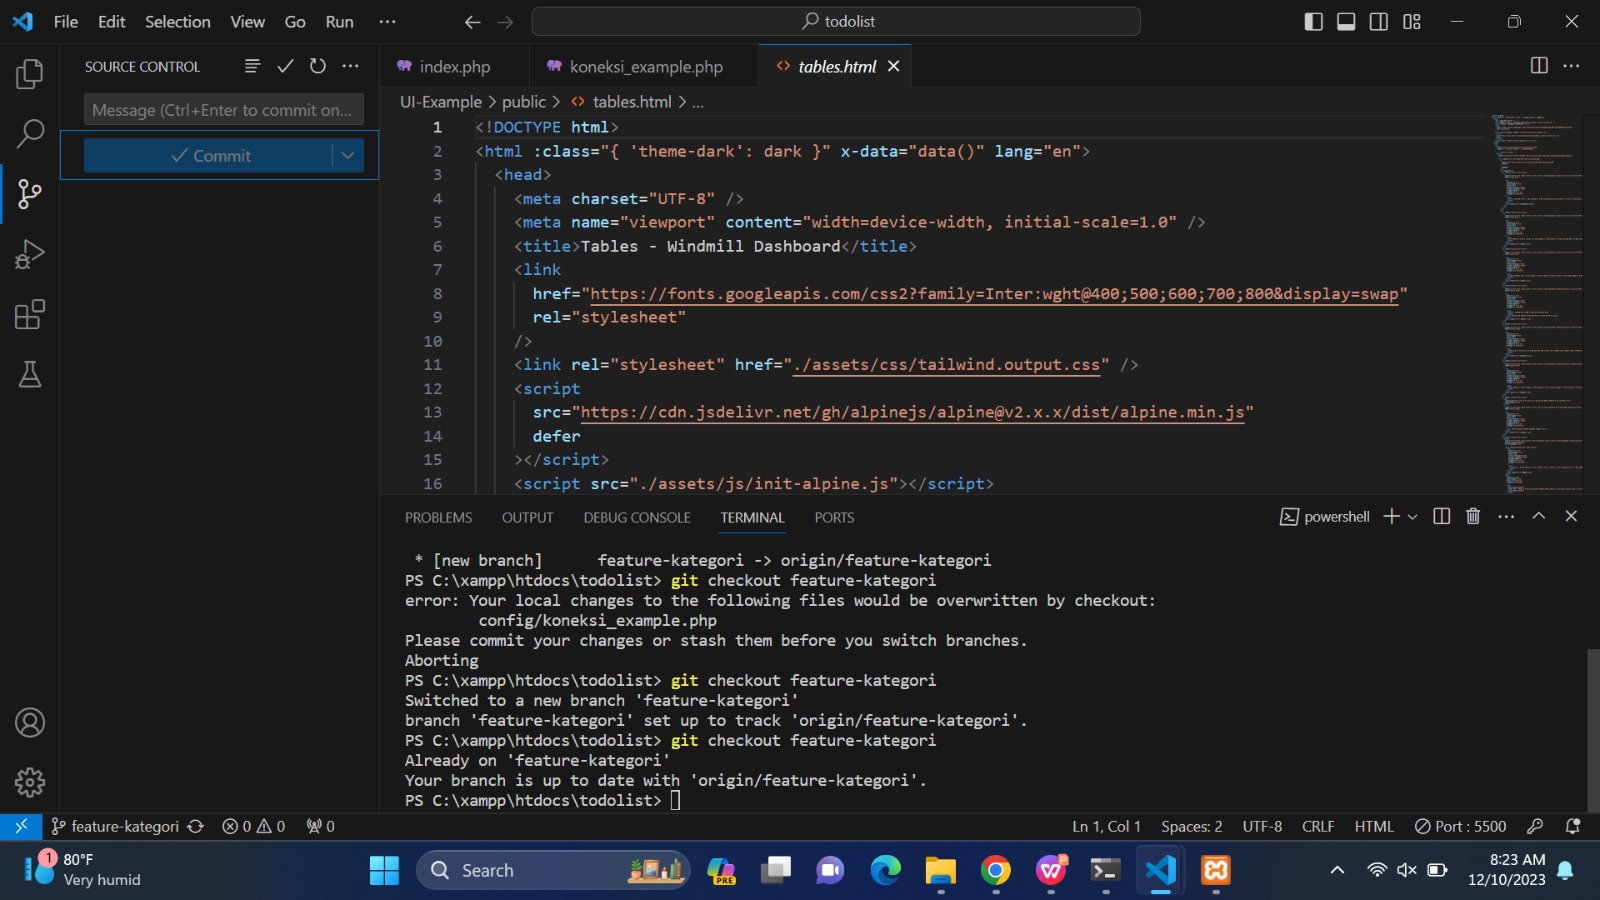 File Edit Selection View Go Run ···
todolist
SOURCE CONTROL
Message (Ctrl+Enter to commit on...
Commit
index.php
koneksi_example.php
tables.html
UI-Example > public > tables.html > ...
1 <!DOCTYPE html>
2 <html :class="{ 'theme-dark': dark }" x-data="data()" lang="en">
3 <head>
4 <meta charset="UTF-8" />
5 <meta name="viewport" content="width=device-width, initial-scale=1.0" />
6 <title>Tables - Windmill Dashboard</title>
7 <link
8 href="https://fonts.googleapis.com/css2?family=Inter:wght@400;500;600;700;800&display=swap"
9 rel="stylesheet"
10 />
11 <link rel="stylesheet" href="./assets/css/tailwind.output.css" />
12 <script
13 src="https://cdn.jsdelivr.net/gh/alpinejs/alpine@v2.x.x/dist/alpine.min.js"
14 defer
15 ></script>
16 <script src="./assets/js/init-alpine.js"></script>
PROBLEMS OUTPUT DEBUG CONSOLE TERMINAL PORTS
powershell
* [new branch] feature-kategori -> origin/feature-kategori
PS C:\xampp\htdocs\todolist> git checkout feature-kategori
error: Your local changes to the following files would be overwritten by checkout:
config/koneksi_example.php
Please commit your changes or stash them before you switch branches.
Aborting
PS C:\xampp\htdocs\todolist> git checkout feature-kategori
Switched to a new branch 'feature-kategori'
branch 'feature-kategori' set up to track 'origin/feature-kategori'.
PS C:\xampp\htdocs\todolist> git checkout feature-kategori
Already on 'feature-kategori'
Your branch is up to date with 'origin/feature-kategori'.
PS C:\xampp\htdocs\todolist>
feature-kategori 0 0 0 Ln 1, Col 1 Spaces: 2 UTF-8 CRLF HTML Port : 5500
1
80°F
Very humid
Search
PRE
8:23 AM
12/10/2023